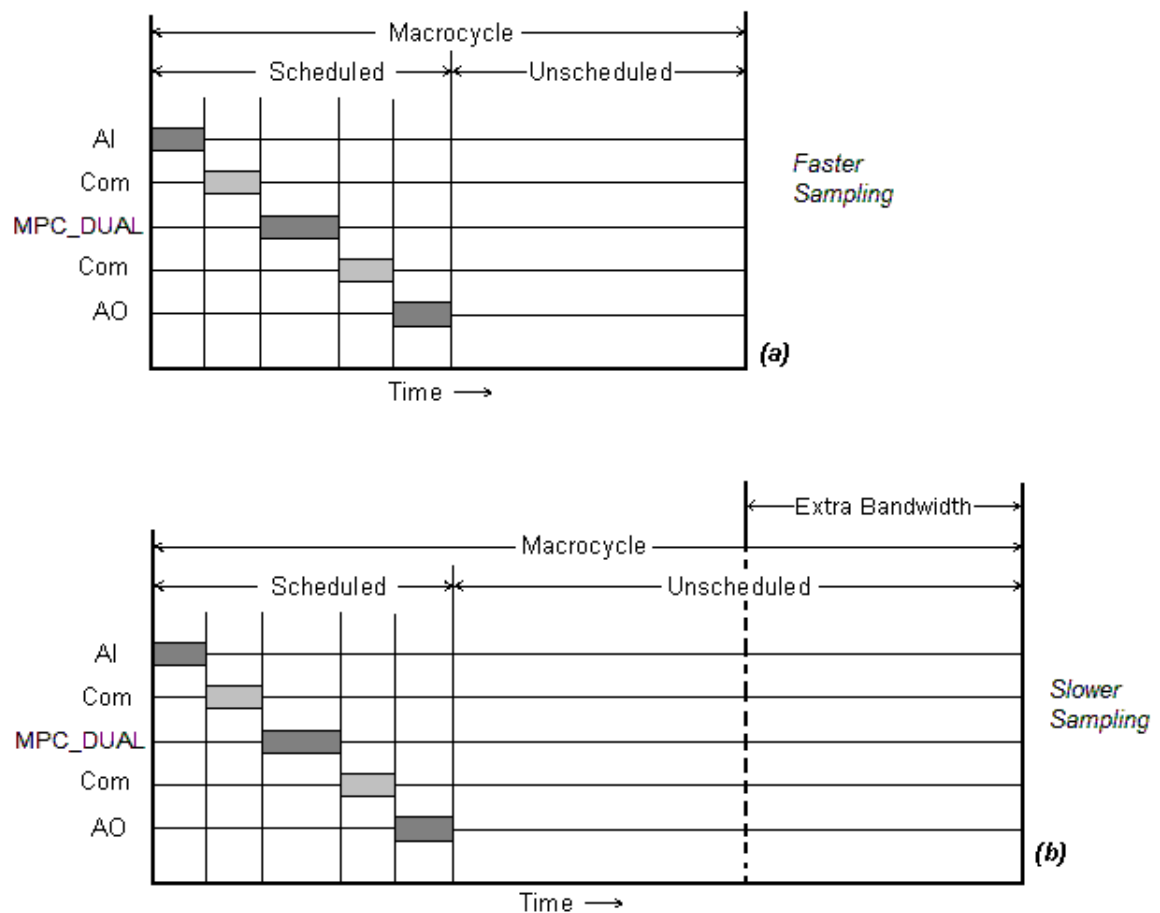 Macrocycle
Scheduled
Unscheduled
AI
Com
MPC_DUAL
Com
AO
Faster
Sampling
(a)
Time
Extra Bandwidth
Macrocycle
Scheduled
Unscheduled
AI
Com
MPC_DUAL
Com
AO
Slower
Sampling
(b)
Time